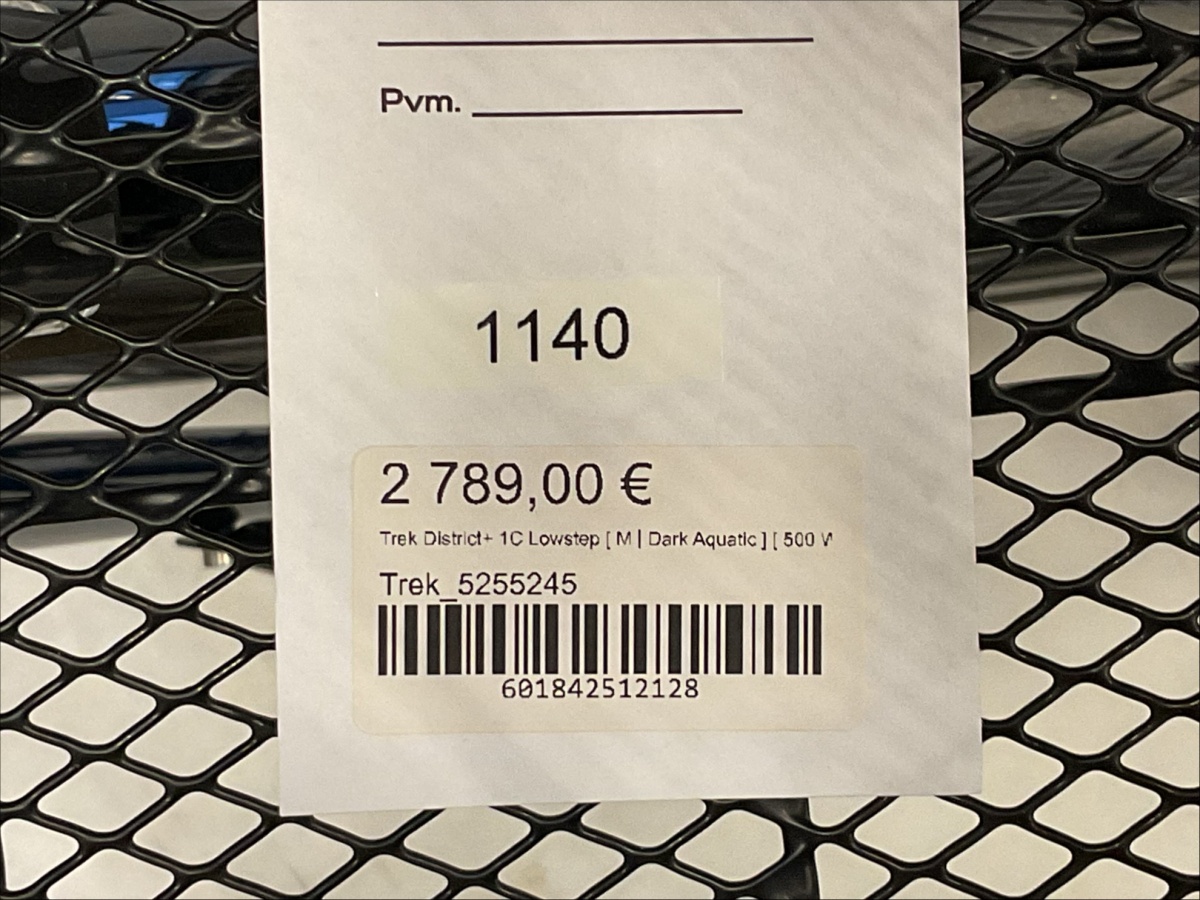 Pvm.
1140
2 789,00 €
Trek District+ 1C Lowstep [ M | Dark Aquatic ] [ 500
Trek_5255245
601842512128